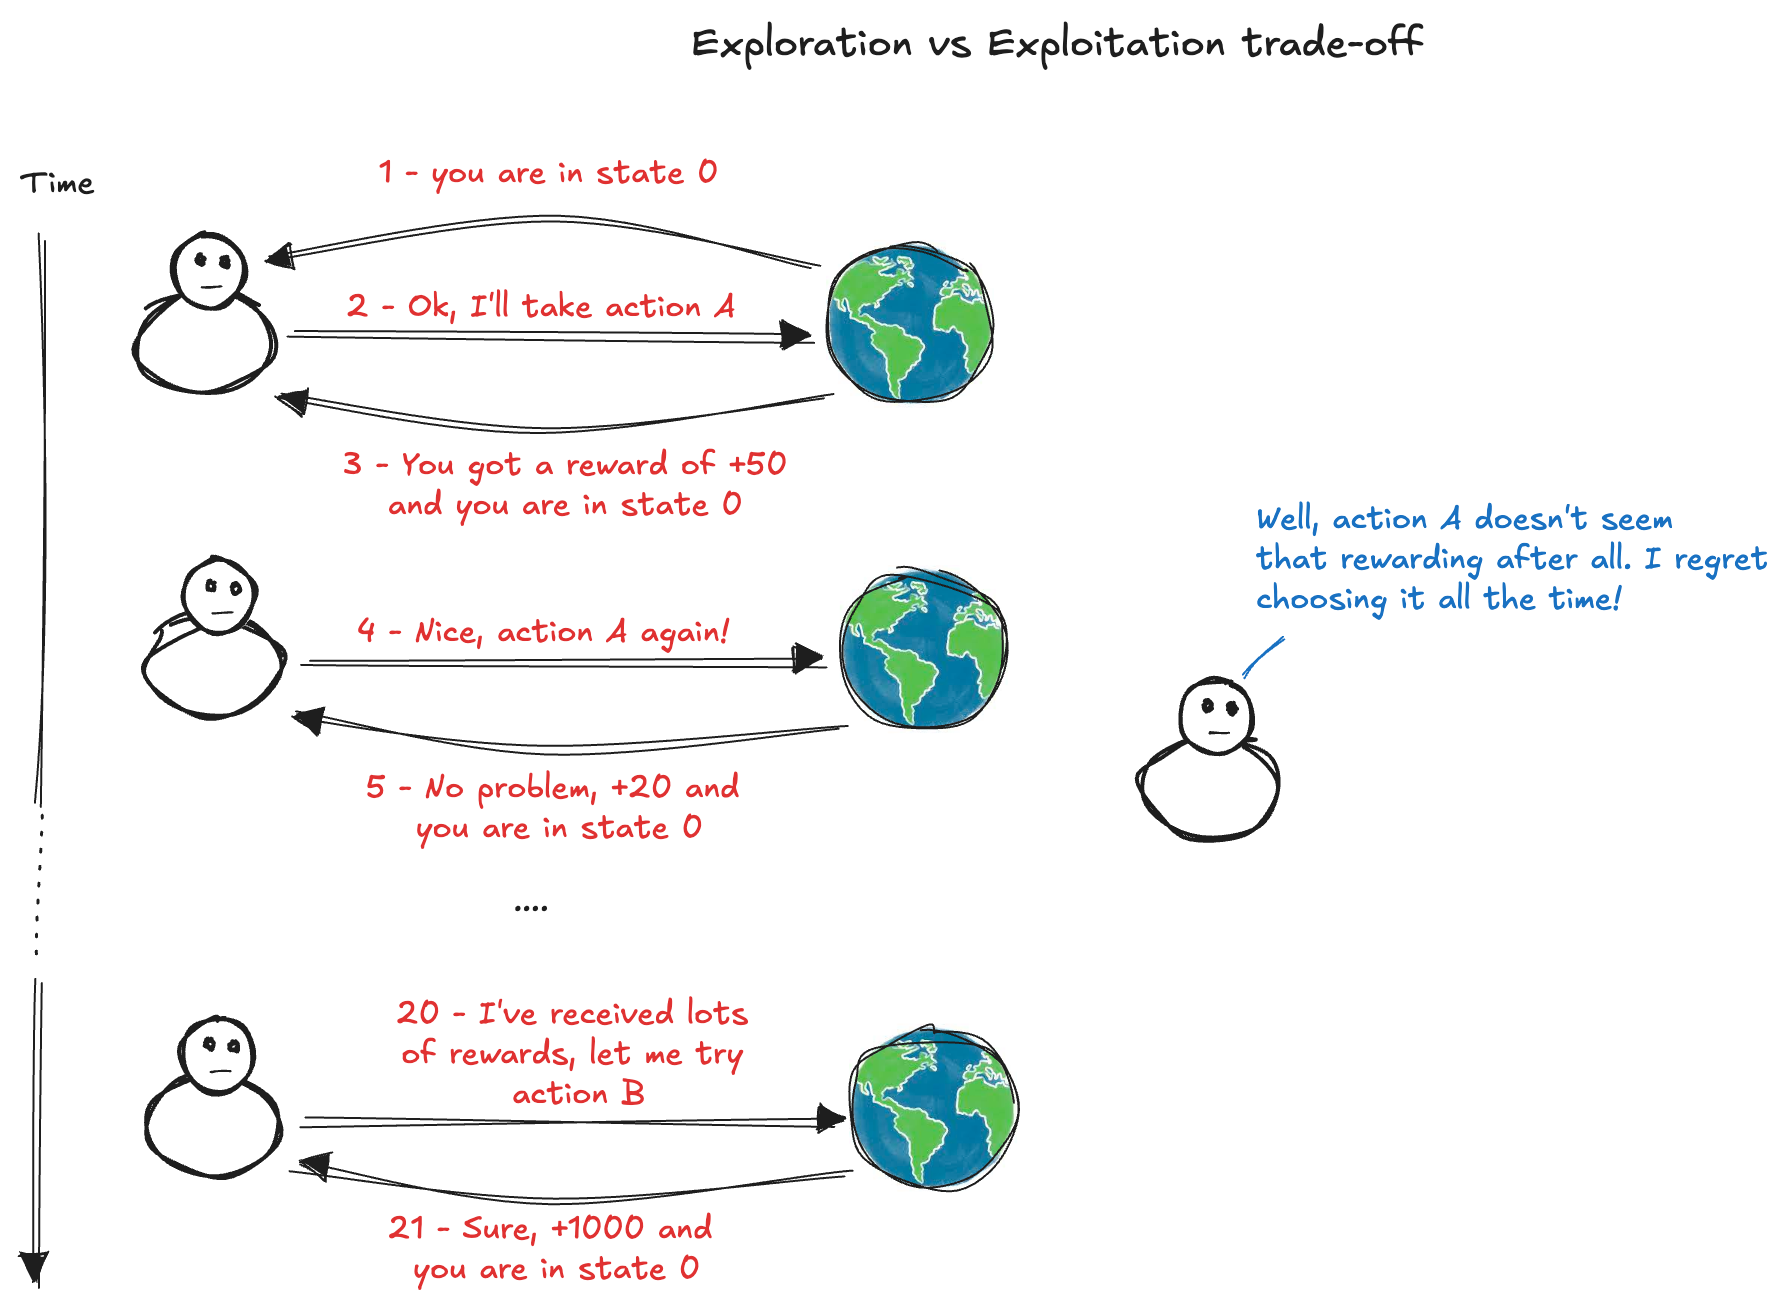 Exploration vs Exploitation trade-off
Time
1 - you are in state 0
2 - Ok, I'll take action A
3 - You got a reward of +50
and you are in state 0
4 - Nice, action A again!
5 - No problem, +20 and
you are in state 0
....
20 - I've received lots
of rewards, let me try
action B
21 - Sure, +1000 and
you are in state 0
Well, action A doesn't seem
that rewarding after all. I regret
choosing it all the time!